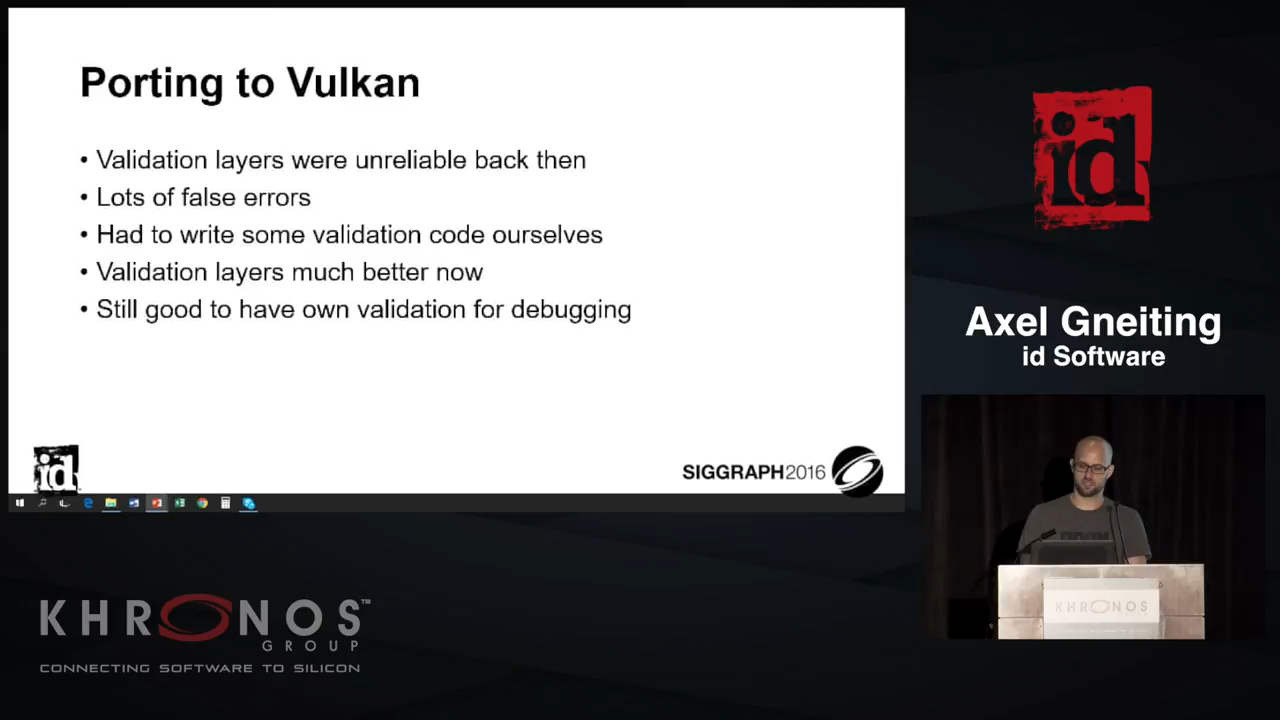 Porting to Vulkan
• Validation layers were unreliable back then
• Lots of false errors
• Had to write some validation code ourselves
• Validation layers much better now
• Still good to have own validation for debugging
id
SIGGRAPH2016
id
Axel Gneiting
id Software
KHRONOS
KHRONOS™
GROUP
CONNECTING SOFTWARE TO SILICON